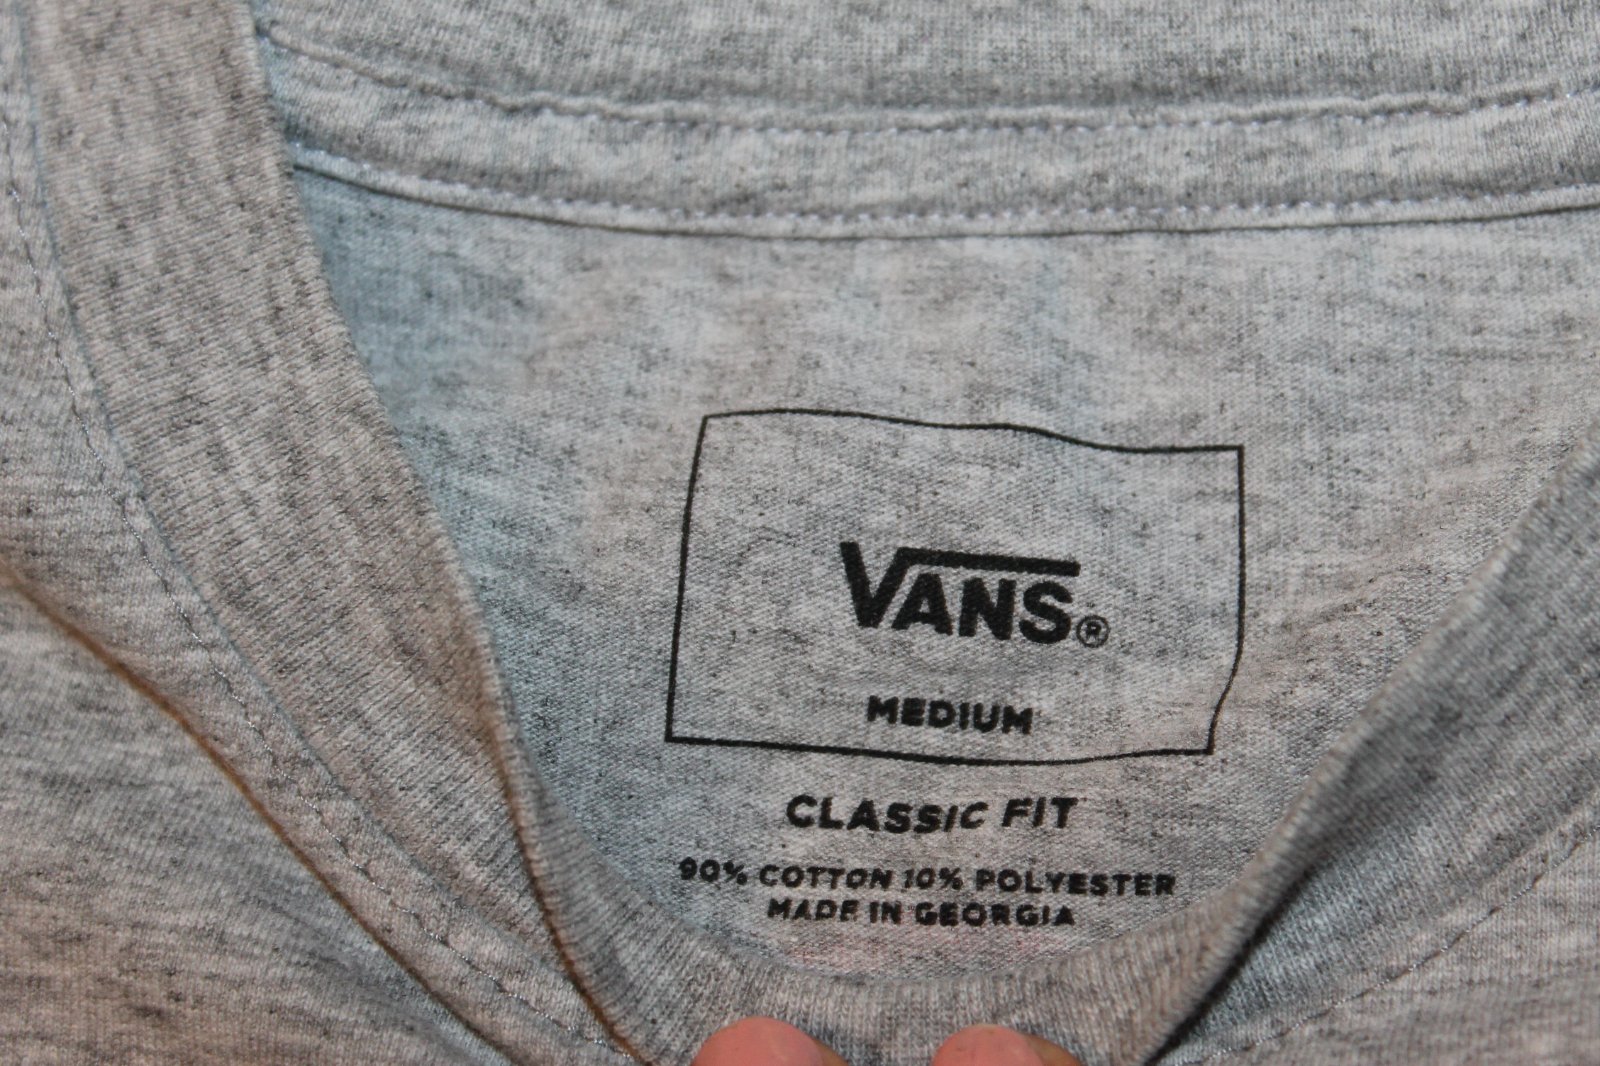 VANS®
MEDIUM
CLASSIC FIT
90% COTTON 10% POLYESTER
MADE IN GEORGIA